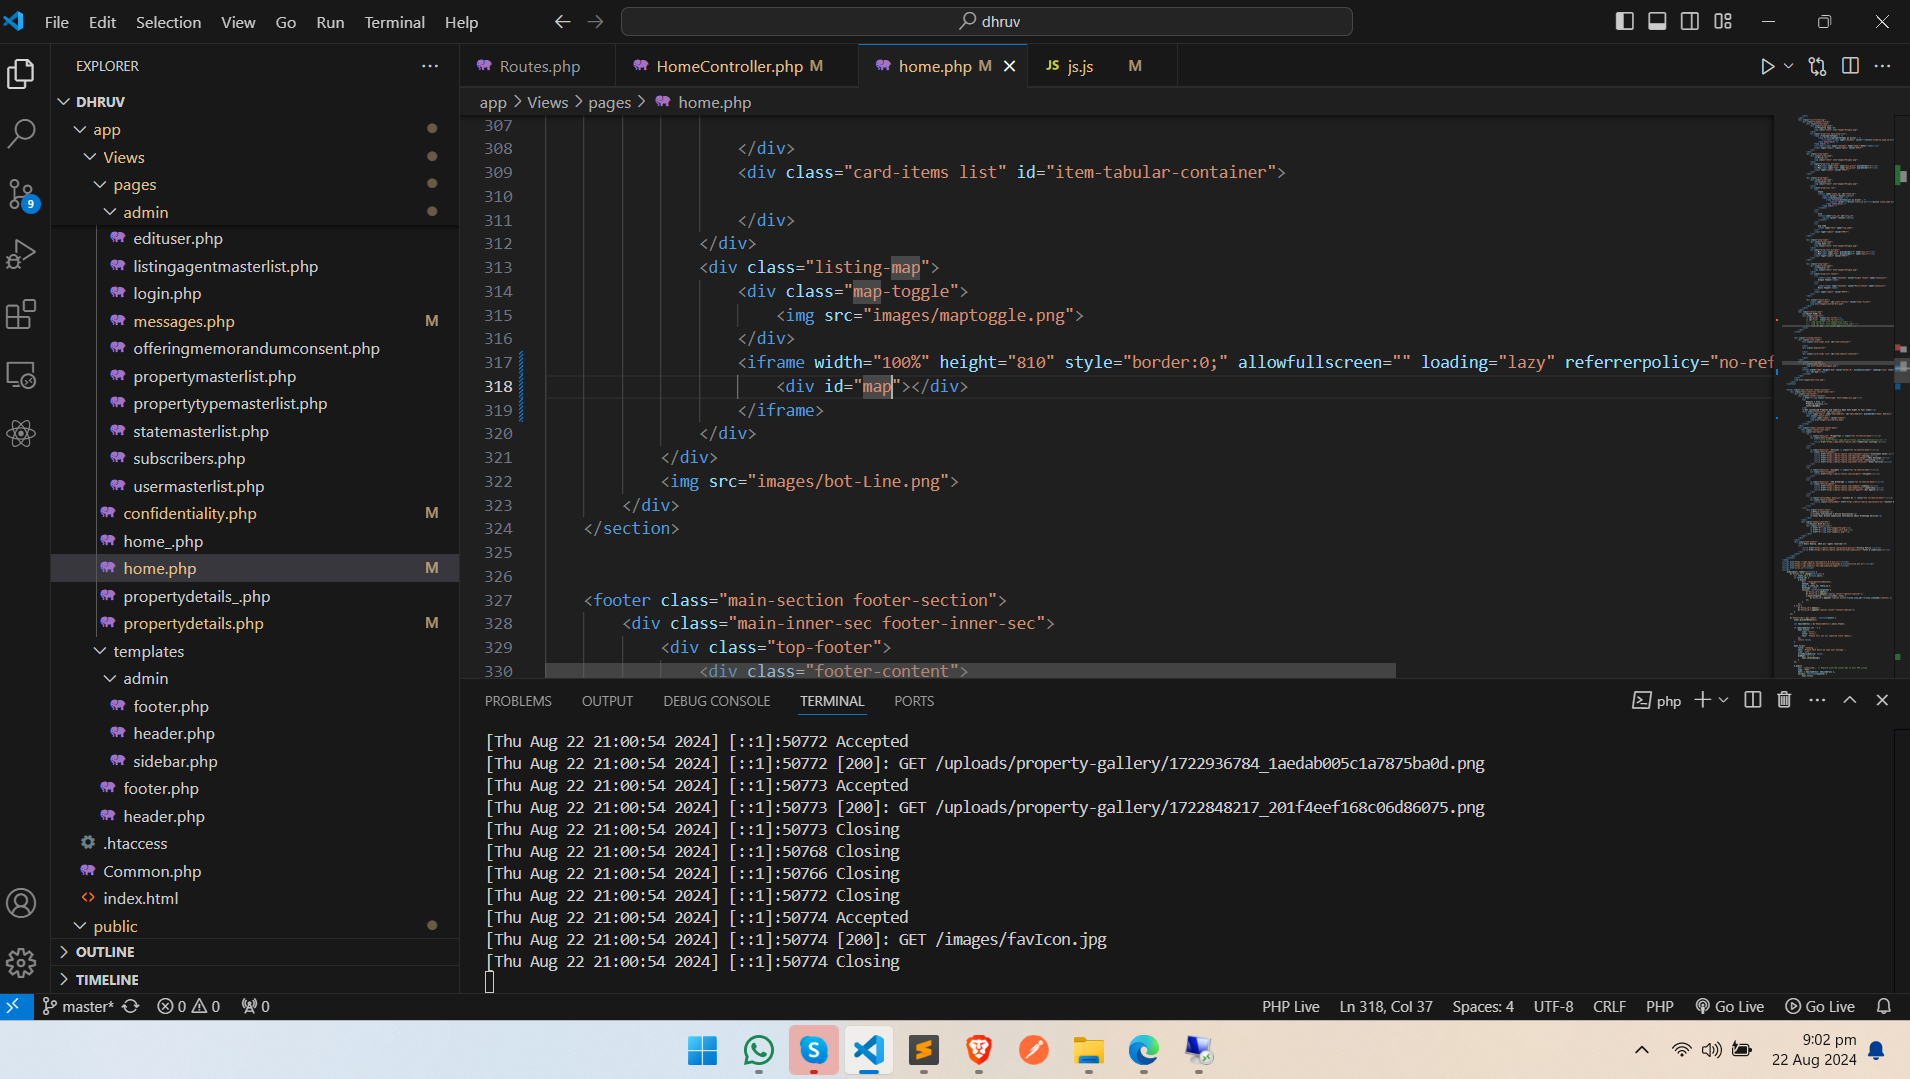 File Edit Selection View Go Run Terminal Help
dhruv
EXPLORER
DHRUV
app
Views
pages
admin
edituser.php
listingagentmasterlist.php
login.php
messages.php M
offeringmemorandumconsent.php
propertymasterlist.php
propertytypemasterlist.php
statemasterlist.php
subscribers.php
usermasterlist.php
confidentiality.php M
home_.php
home.php M
propertydetails_.php
propertydetails.php M
templates
admin
footer.php
header.php
sidebar.php
footer.php
header.php
.htaccess
Common.php
index.html
public
OUTLINE
TIMELINE
9
Routes.php HomeController.php M home.php M JS js.js M
app > Views > pages > home.php
307
308 </div>
309 <div class="card-items list" id="item-tabular-container">
310
311 </div>
312 </div>
313 <div class="listing-map">
314 <div class="map-toggle">
315 <img src="images/maptoggle.png">
316 </div>
317 <iframe width="100%" height="810" style="border:0;" allowfullscreen="" loading="lazy" referrerpolicy="no-ref
318 <div id="map"></div>
319 </iframe>
320 </div>
321 </div>
322 <img src="images/bot-Line.png">
323 </div>
324 </section>
325
326
327 <footer class="main-section footer-section">
328 <div class="main-inner-sec footer-inner-sec">
329 <div class="top-footer">
330 <div class="footer-content">
PROBLEMS OUTPUT DEBUG CONSOLE TERMINAL PORTS
php
[Thu Aug 22 21:00:54 2024] [::1]:50772 Accepted
[Thu Aug 22 21:00:54 2024] [::1]:50772 [200]: GET /uploads/property-gallery/1722936784_1aedab005c1a7875ba0d.png
[Thu Aug 22 21:00:54 2024] [::1]:50773 Accepted
[Thu Aug 22 21:00:54 2024] [::1]:50773 [200]: GET /uploads/property-gallery/1722848217_201f4eef168c06d86075.png
[Thu Aug 22 21:00:54 2024] [::1]:50773 Closing
[Thu Aug 22 21:00:54 2024] [::1]:50768 Closing
[Thu Aug 22 21:00:54 2024] [::1]:50766 Closing
[Thu Aug 22 21:00:54 2024] [::1]:50772 Closing
[Thu Aug 22 21:00:54 2024] [::1]:50774 Accepted
[Thu Aug 22 21:00:54 2024] [::1]:50774 [200]: GET /images/favIcon.jpg
[Thu Aug 22 21:00:54 2024] [::1]:50774 Closing
master* 0 0 0 PHP Live Ln 318, Col 37 Spaces: 4 UTF-8 CRLF PHP Go Live Go Live
9:02 pm
22 Aug 2024